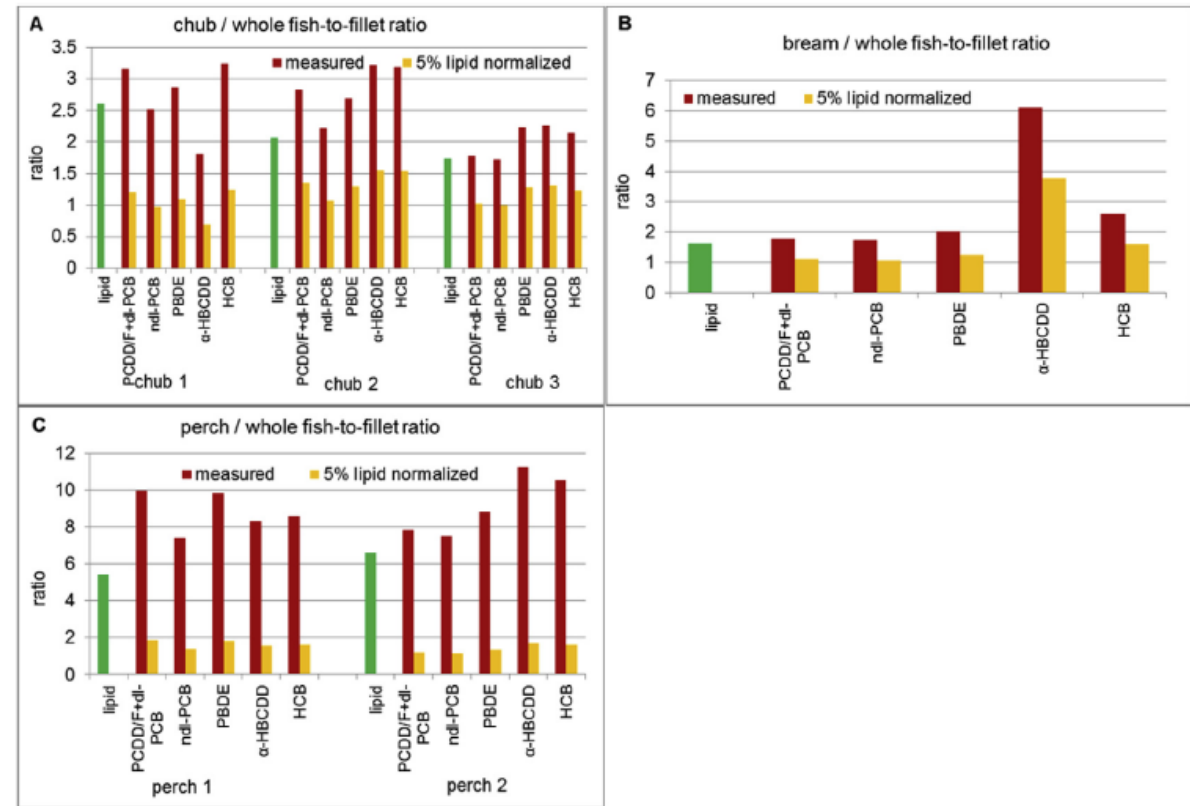 A
chub / whole fish-to-fillet ratio
measured
5% lipid normalized
ratio
3.5
3
2.5
2
1.5
1
0.5
0
lipid
PCDD/F+dl-PCB
ndl-PCB
PBDE
α-HBCDD
HCB
lipid
PCDD/F+dl-PCB
ndl-PCB
PBDE
α-HBCDD
HCB
lipid
PCDD/F+dl-PCB
ndl-PCB
PBDE
α-HBCDD
HCB
chub 1
chub 2
chub 3
B
bream / whole fish-to-fillet ratio
measured
5% lipid normalized
ratio
7
6
5
4
3
2
1
0
lipid
PCDD/F+dl-
PCB
ndl-PCB
PBDE
α-HBCDD
HCB
C
perch / whole fish-to-fillet ratio
measured
5% lipid normalized
ratio
12
10
8
6
4
2
0
lipid
PCDD/F+dl-
PCB
ndl-PCB
PBDE
α-HBCDD
HCB
lipid
PCDD/F+dl-
PCB
ndl-PCB
PBDE
α-HBCDD
HCB
perch 1
perch 2